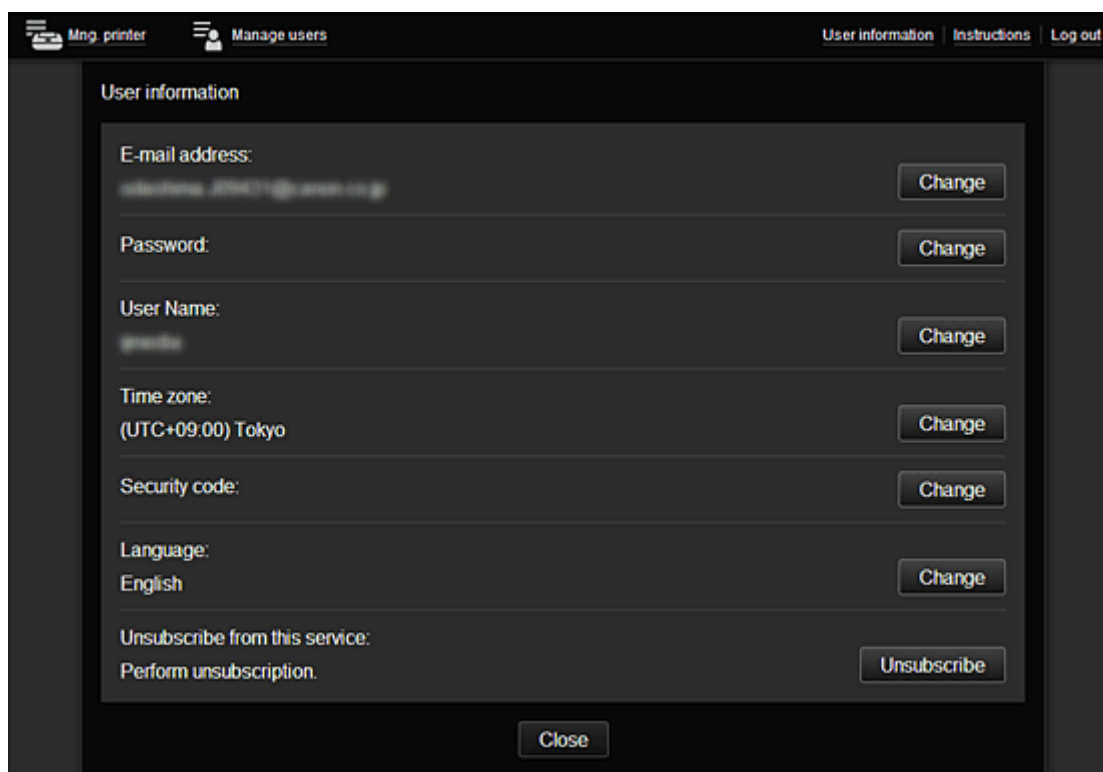 Mng. printer Manage users User information Instructions Log out
User information
E-mail address:
Change
Password:
Change
User Name:
Change
Time zone:
(UTC+09:00) Tokyo
Change
Security code:
Change
Language:
English
Change
Unsubscribe from this service:
Perform unsubscription.
Unsubscribe
Close